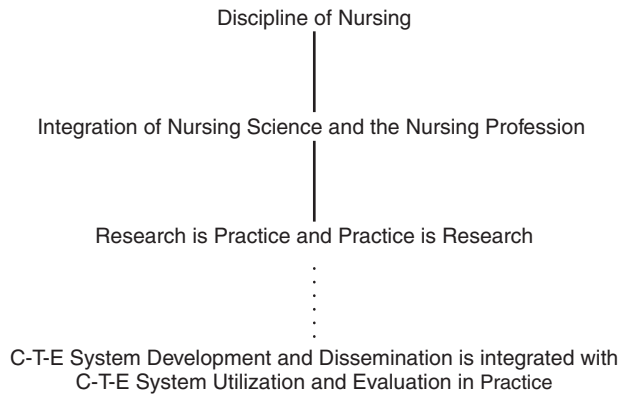 Discipline of Nursing
Integration of Nursing Science and the Nursing Profession
Research is Practice and Practice is Research
C-T-E System Development and Dissemination is integrated with
C-T-E System Utilization and Evaluation in Practice